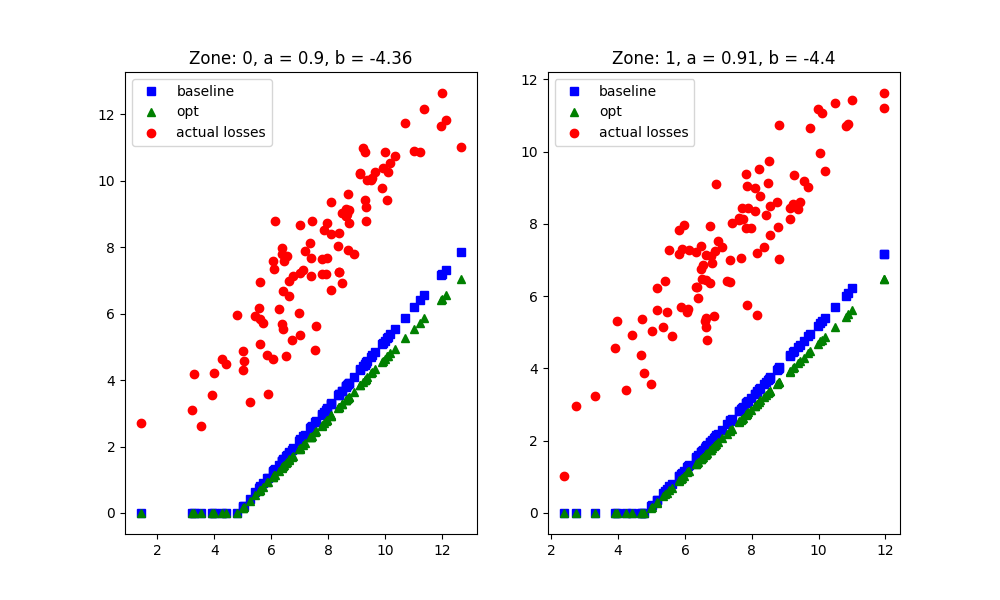 Zone: 0, a = 0.9, b = -4.36
baseline
opt
actual losses
12
10
8
6
4
2
0
2 4 6 8 10 12
Zone: 1, a = 0.91, b = -4.4
baseline
opt
actual losses
12
10
8
6
4
2
0
2 4 6 8 10 12